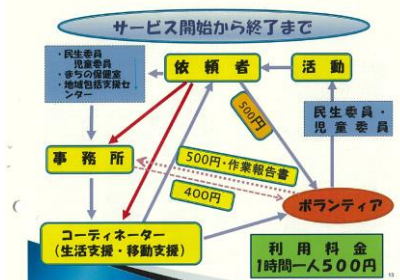 サービス開始から終了まで
・民生委員
児童委員
・まちの保健室
・地域包括支援セ
ンター
依頼者
活動
500円
民生委員・
児童委員
事務所
500円・作業報告書
400円
ボランティア
コーディネーター
(生活支援・移動支援)
利用料金
1時間一人500円